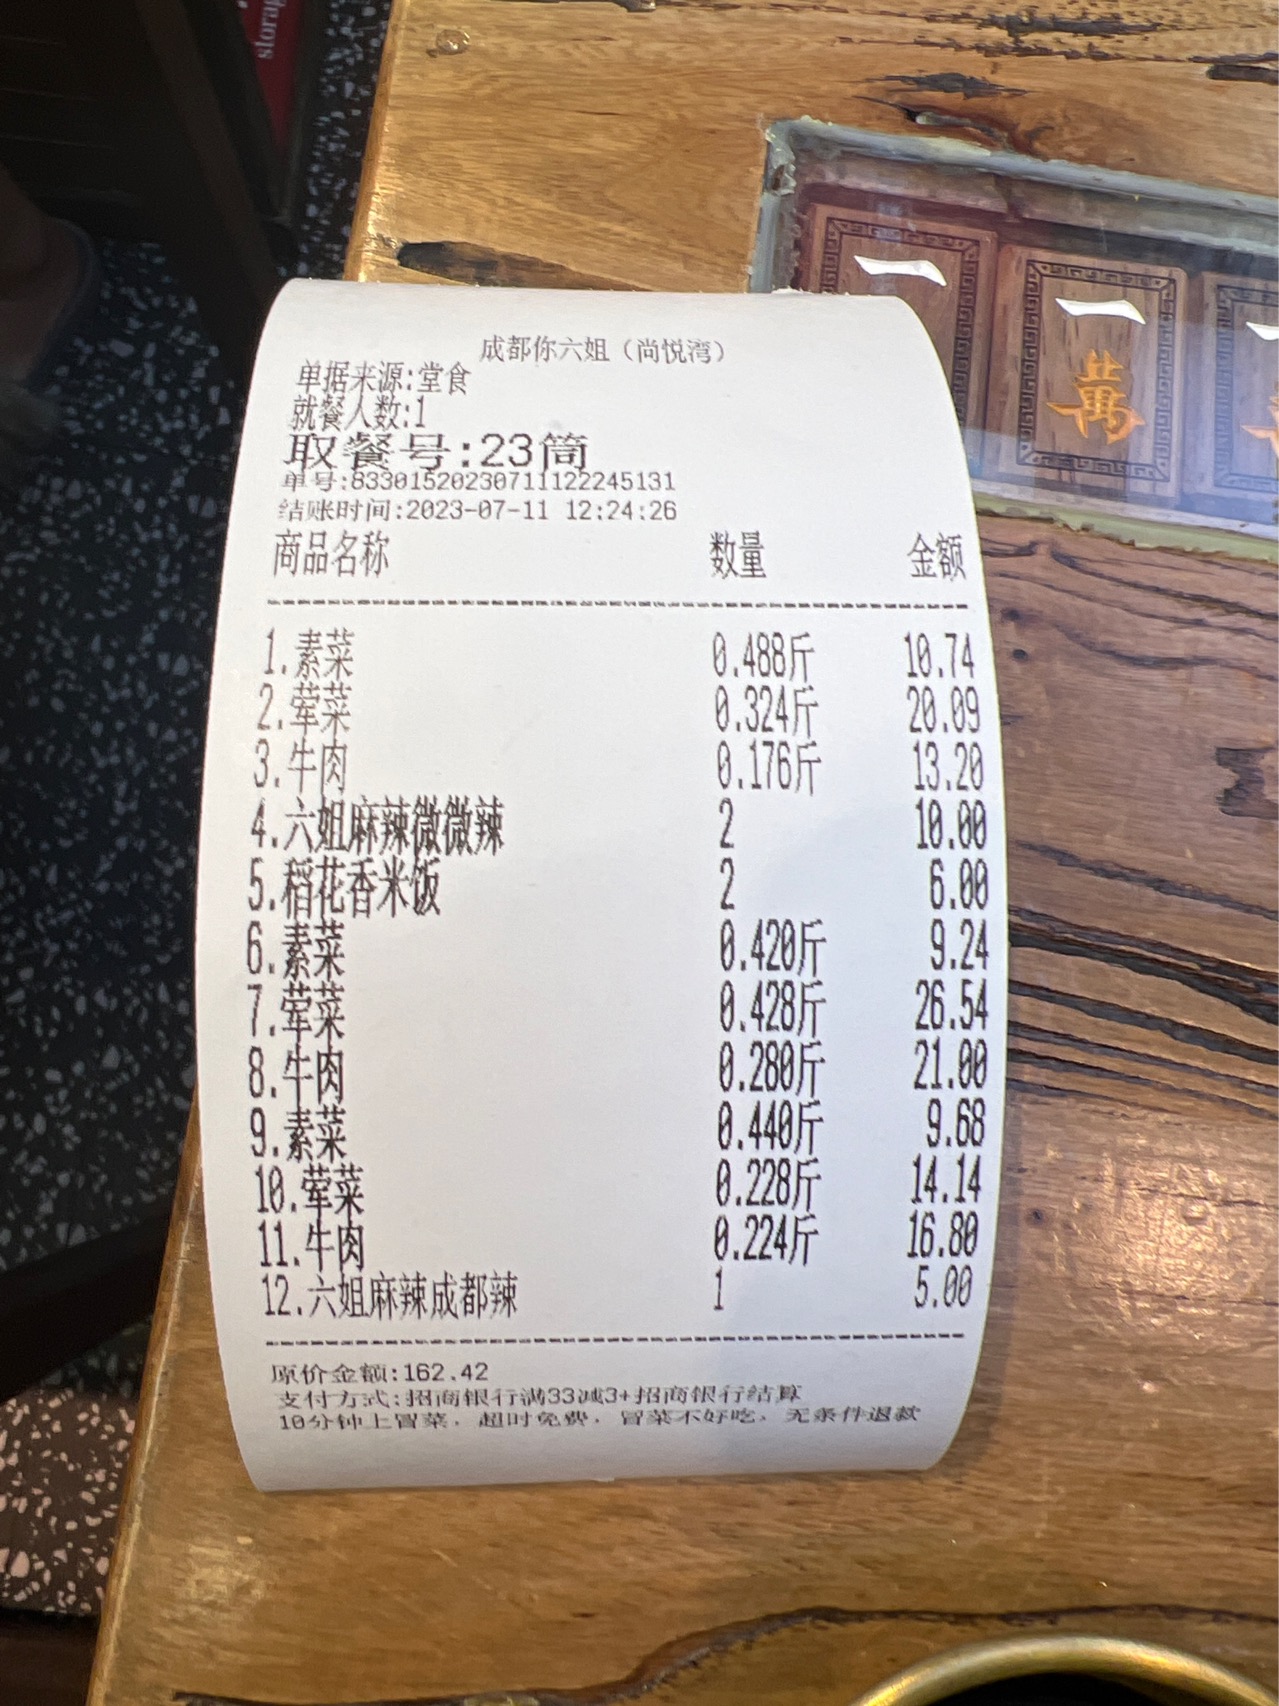 storag
一
一
萬
成都你六姐（尚悦湾）
单据来源:堂食
就餐人数:1
取餐号:23筒
单号:83301520230711122245131
结账时间:2023-07-11 12:24:26
商品名称 数量 金额
1.素菜 0.488斤 10.74
2.荤菜 0.324斤 20.09
3.牛肉 0.176斤 13.20
4.六姐麻辣微微辣 2 10.00
5.稻花香米饭 2 6.00
6.素菜 0.420斤 9.24
7.荤菜 0.428斤 26.54
8.牛肉 0.280斤 21.00
9.素菜 0.440斤 9.68
10.荤菜 0.228斤 14.14
11.牛肉 0.224斤 16.80
12.六姐麻辣成都辣 1 5.00
原价金额:162.42
支付方式:招商银行满33减3+招商银行结算
10分钟上冒菜，超时免费，冒菜不好吃，无条件退款